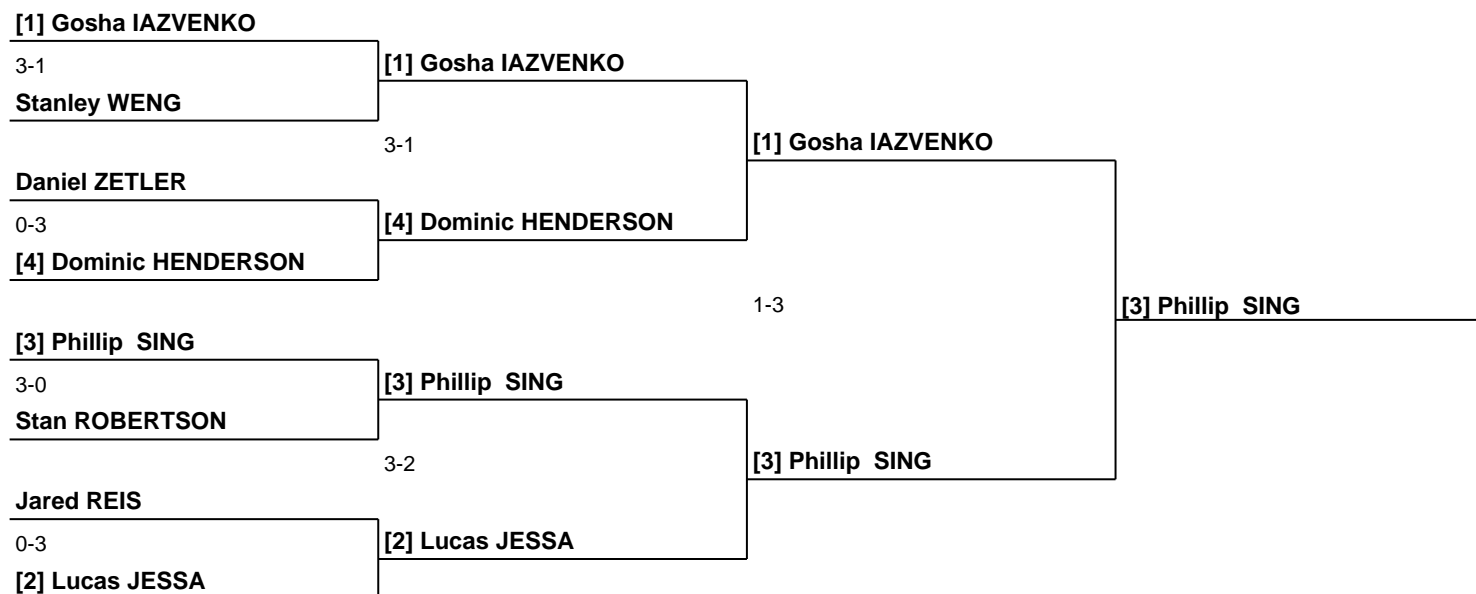 [1] Gosha IAZVENKO
3-1
[1] Gosha IAZVENKO
Stanley WENG
3-1
[1] Gosha IAZVENKO
Daniel ZETLER
0-3
[4] Dominic HENDERSON
[4] Dominic HENDERSON
1-3
[3] Phillip SING
[3] Phillip SING
3-0
[3] Phillip SING
Stan ROBERTSON
3-2
[3] Phillip SING
Jared REIS
0-3
[2] Lucas JESSA
[2] Lucas JESSA